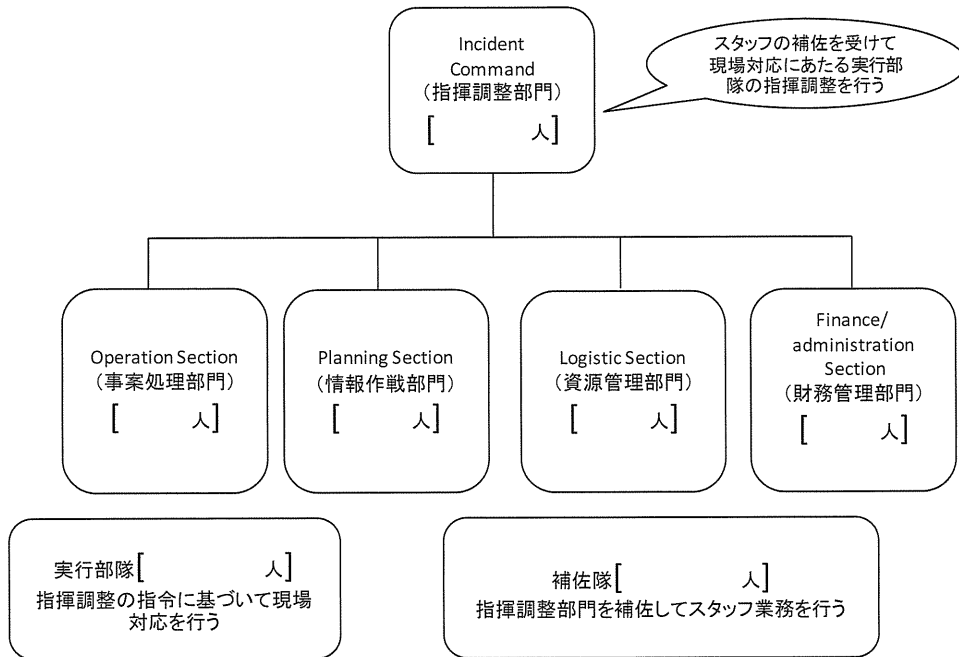 Incident
Command
（指揮調整部門）
[　　　人]
スタッフの補佐を受けて
現場対応にあたる実行部
隊の指揮調整を行う
Operation Section
（事案処理部門）
[　　　人]
Planning Section
（情報作戦部門）
[　　　人]
Logistic Section
（資源管理部門）
[　　　人]
Finance/
administration
Section
（財務管理部門）
[　　　人]
実行部隊[　　　　人]
指揮調整の指令に基づいて現場
対応を行う
補佐隊[　　　　人]
指揮調整部門を補佐してスタッフ業務を行う